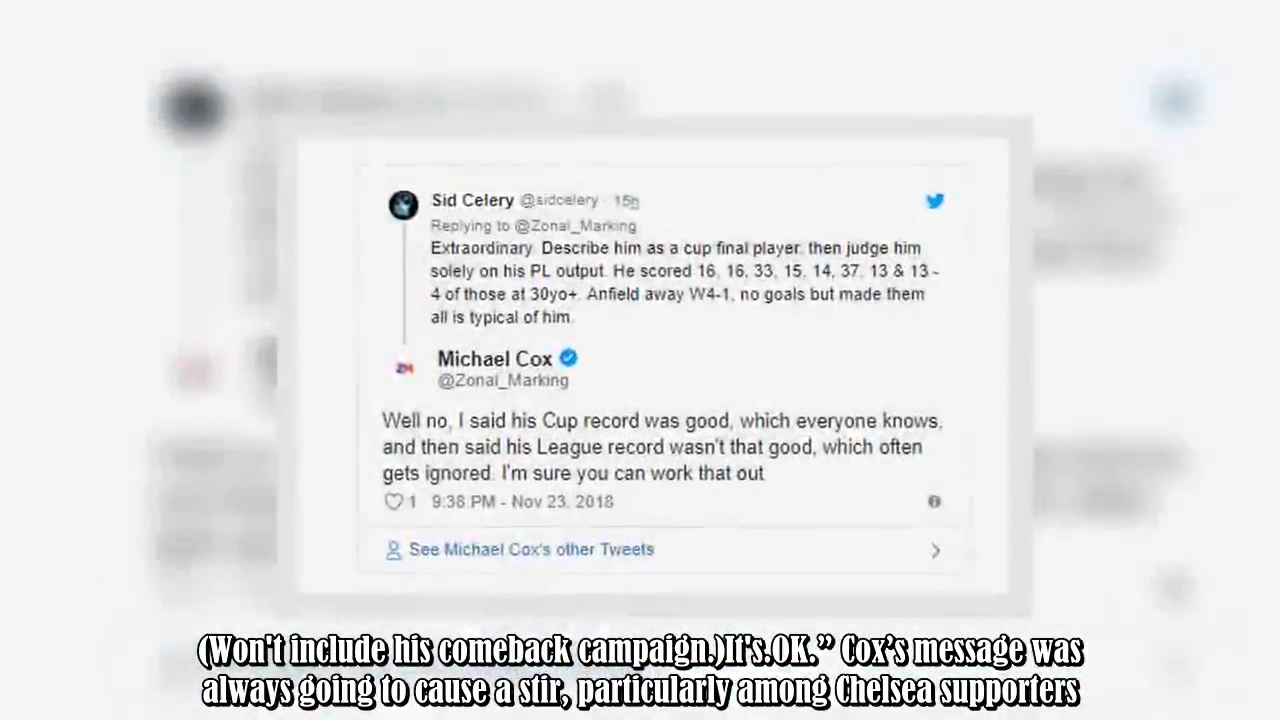 Sid Celery @sidcelery · 15h
Replying to @Zonal_Marking
Extraordinary. Describe him as a cup final player, then judge him
solely on his PL output. He scored 16, 16, 33, 15, 14, 37, 13 & 13 -
4 of those at 30yo+. Anfield away W4-1, no goals but made them
all is typical of him.
ZM
Michael Cox
@Zonal_Marking
Well no, I said his Cup record was good, which everyone knows,
and then said his League record wasn't that good, which often
gets ignored. I'm sure you can work that out
1 9:38 PM - Nov 23, 2018
See Michael Cox's other Tweets
(Won't include his comeback campaign.)It's.OK.” Cox’s message was
always going to cause a stir, particularly among Chelsea supporters